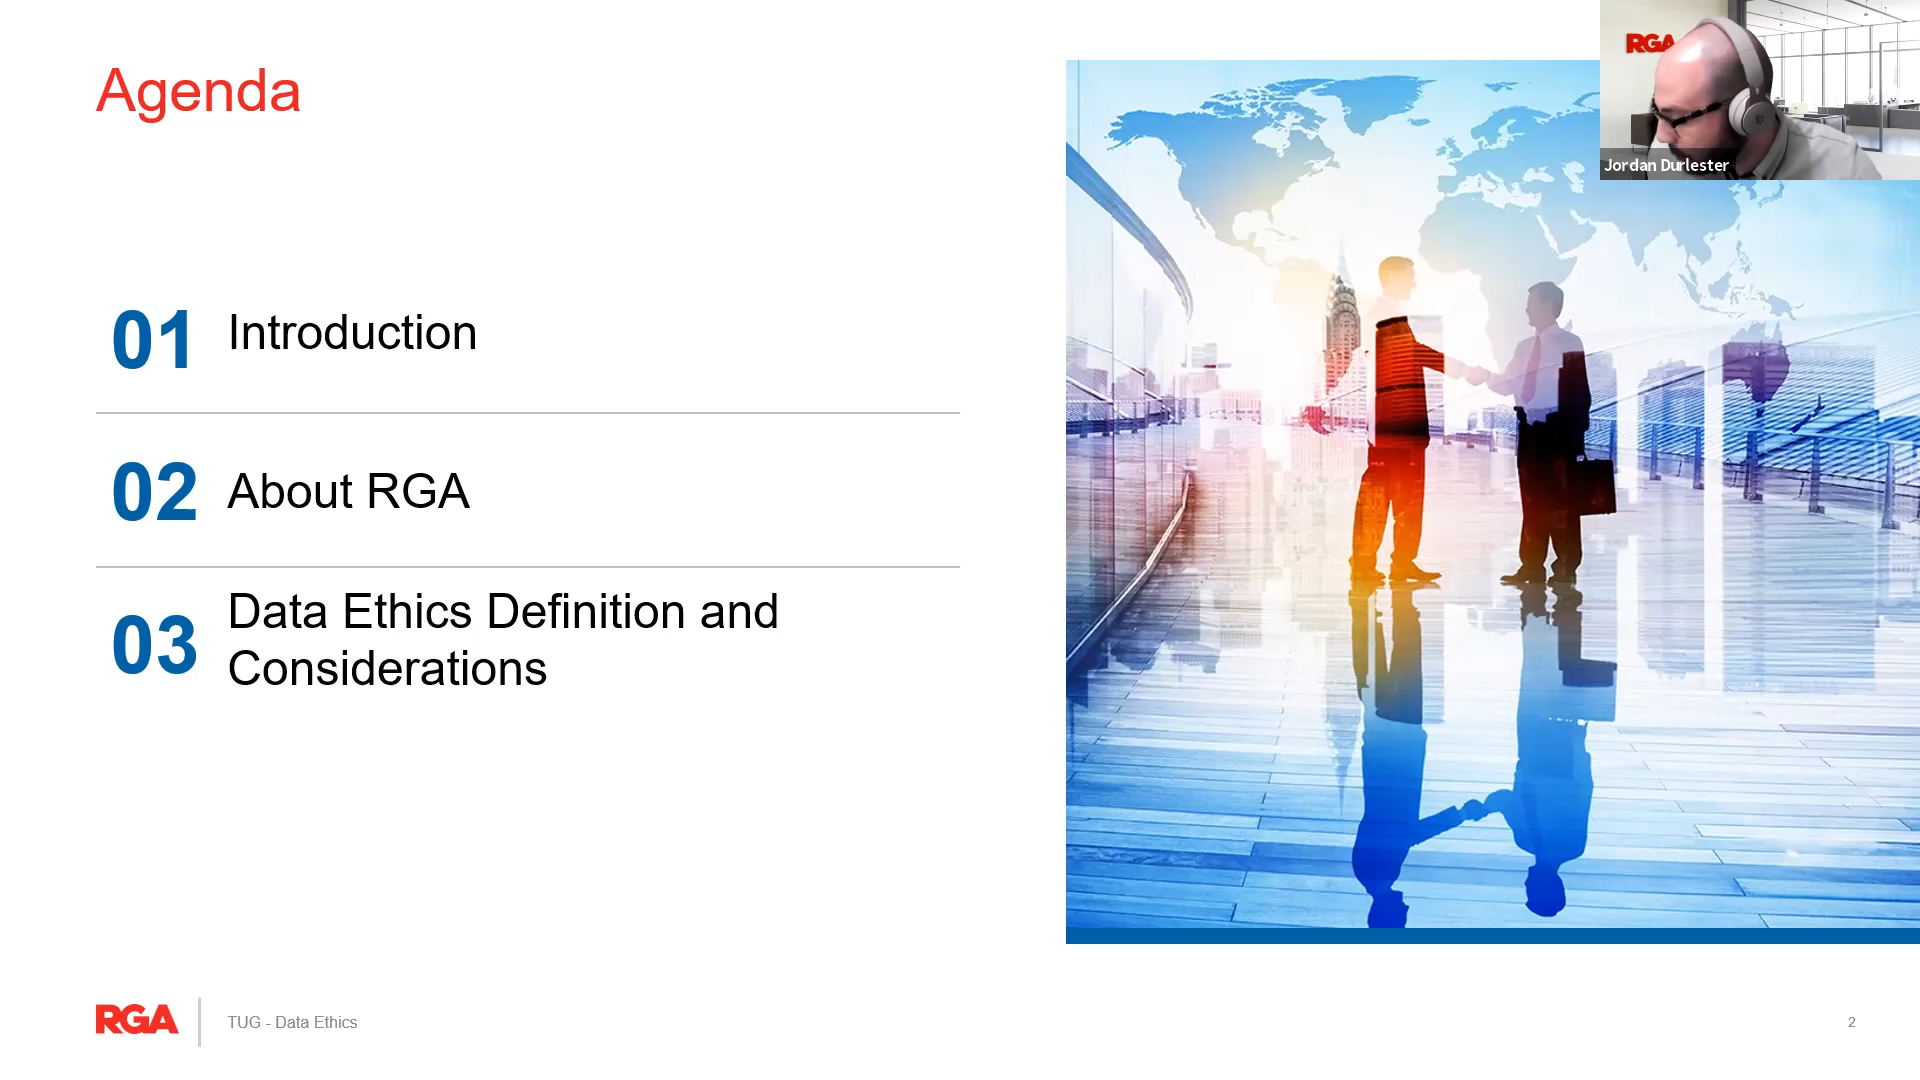 Agenda
RGA
Jordan Durlester
01 Introduction
02 About RGA
03 Data Ethics Definition and
Considerations
RGA
TUG - Data Ethics
2